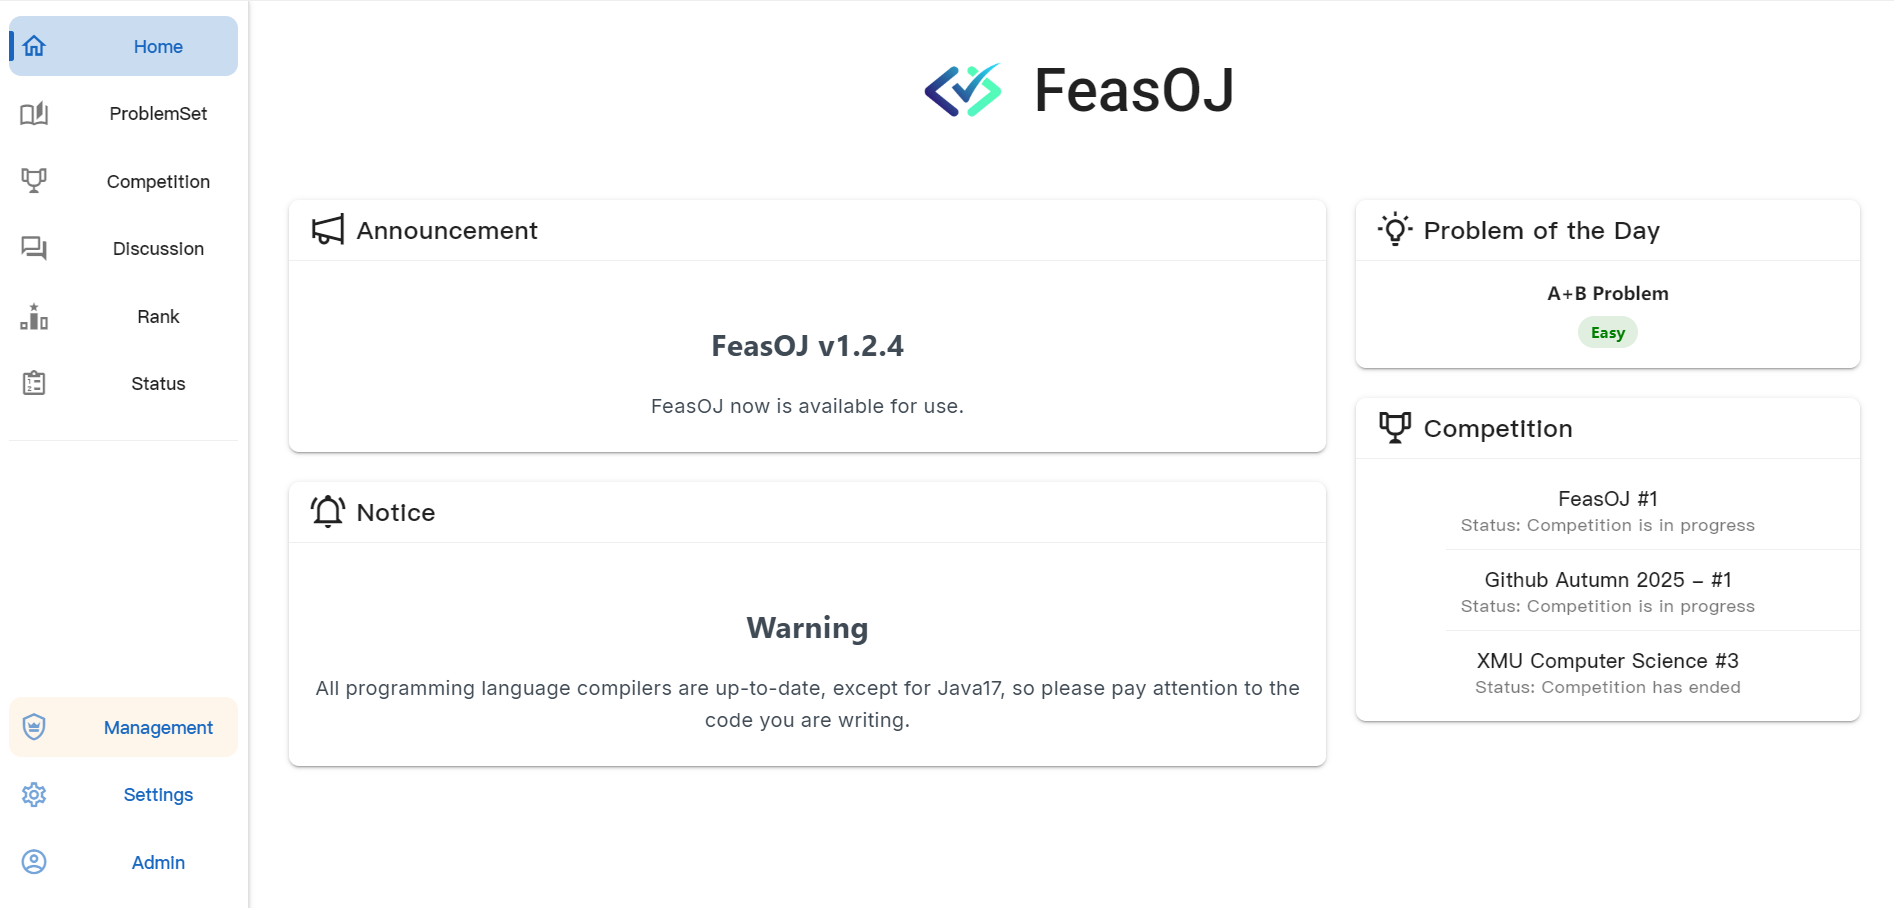 Home
ProblemSet
Competition
Discussion
Rank
Status
Management
Settings
Admin
FeasOJ
Announcement
FeasOJ v1.2.4
FeasOJ now is available for use.
Notice
Warning
All programming language compilers are up-to-date, except for Java17, so please pay attention to the
code you are writing.
Problem of the Day
A+B Problem
Easy
Competition
FeasOJ #1
Status: Competition is in progress
Github Autumn 2025 – #1
Status: Competition is in progress
XMU Computer Science #3
Status: Competition has ended